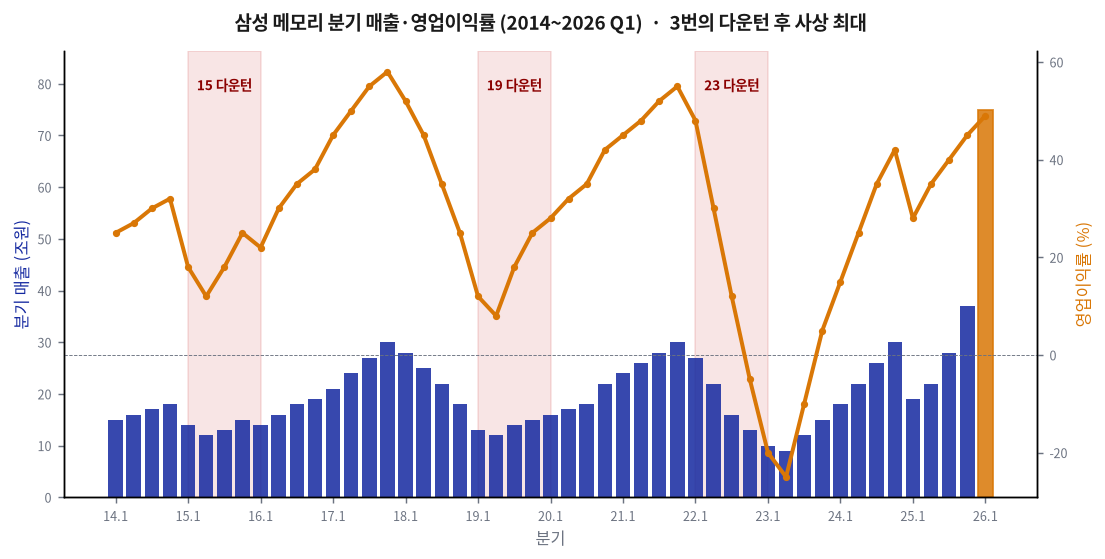 삼성 메모리 분기 매출·영업이익률 (2014~2026 Q1) · 3번의 다운턴 후 사상 최대
15 다운턴
19 다운턴
23 다운턴
분기 매출 (조원)
80
70
60
50
40
30
20
10
0
영업이익률 (%)
60
40
20
0
-20
14.1 15.1 16.1 17.1 18.1 19.1 20.1 21.1 22.1 23.1 24.1 25.1 26.1
분기